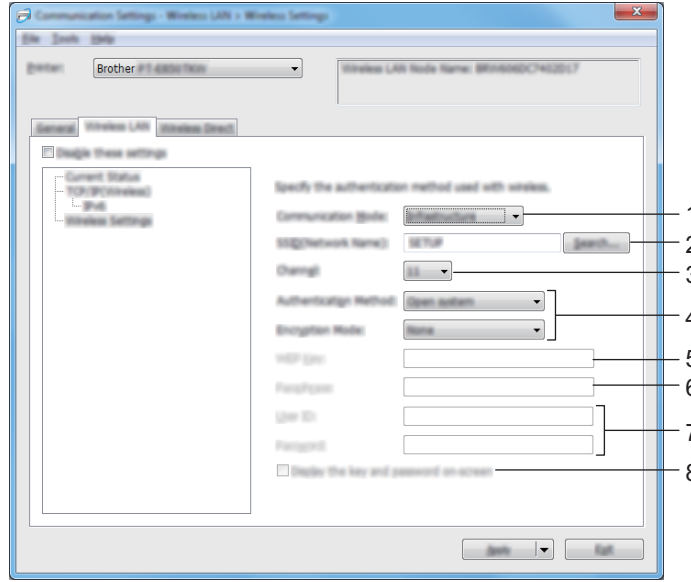 Communication Settings - Wireless LAN > Wireless Settings
File Tools Help
Printer: Brother
Wireless LAN Node Name:
General Wireless LAN Wireless Direct
Disable these settings
Current Status
TCP/IP(Wireless)
IPv6
Wireless Settings
Specify the authentication method used with wireless.
Communication Mode: Infrastructure 1
SSID(Network Name): SETUP Search... 2
Channel: 11 3
Authentication Method: Open system
4
Encryption Mode: None
WEP Key: 5
Passphrase: 6
User ID:
7
Password:
Display the key and password on-screen 8
Apply Exit